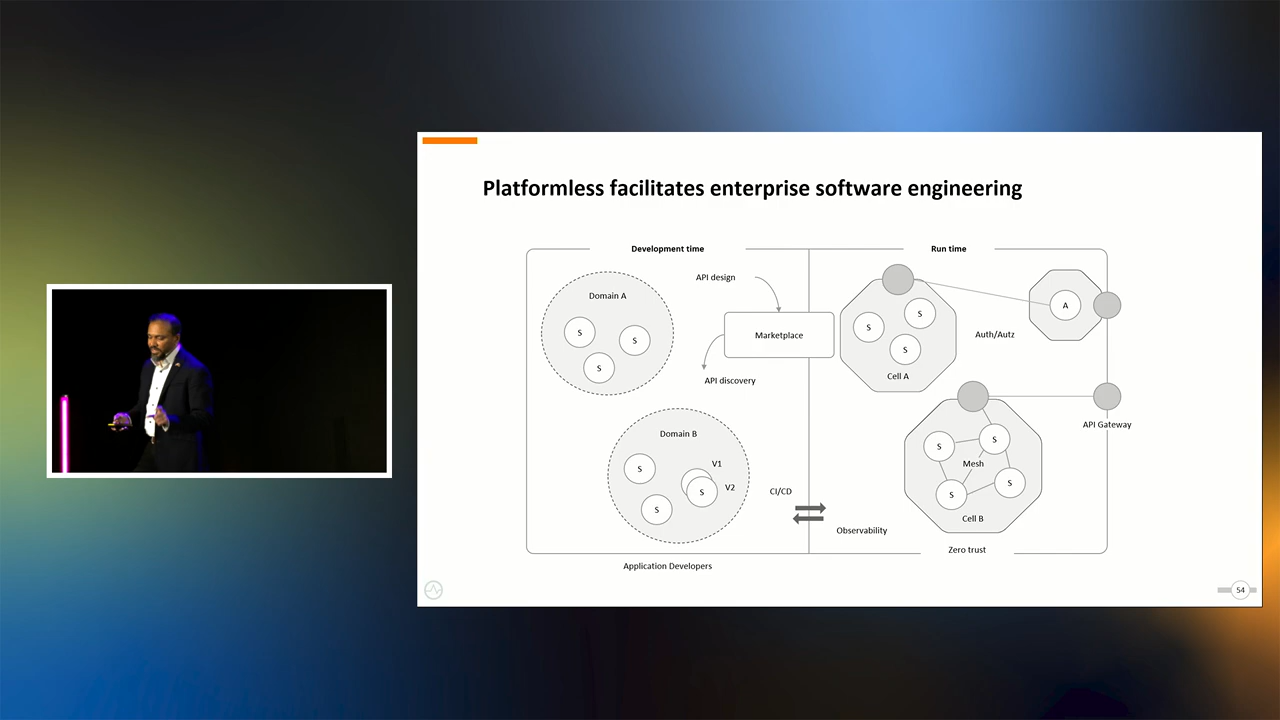 Platformless facilitates enterprise software engineering
Development time
Run time
API design
Domain A
S
S
S
Marketplace
API discovery
S
S
S
Cell A
A
Auth/Autz
Domain B
S
V1
V2
S
S
CI/CD
Observability
API Gateway
S
S
Mesh
S
S
Cell B
Zero trust
Application Developers
54